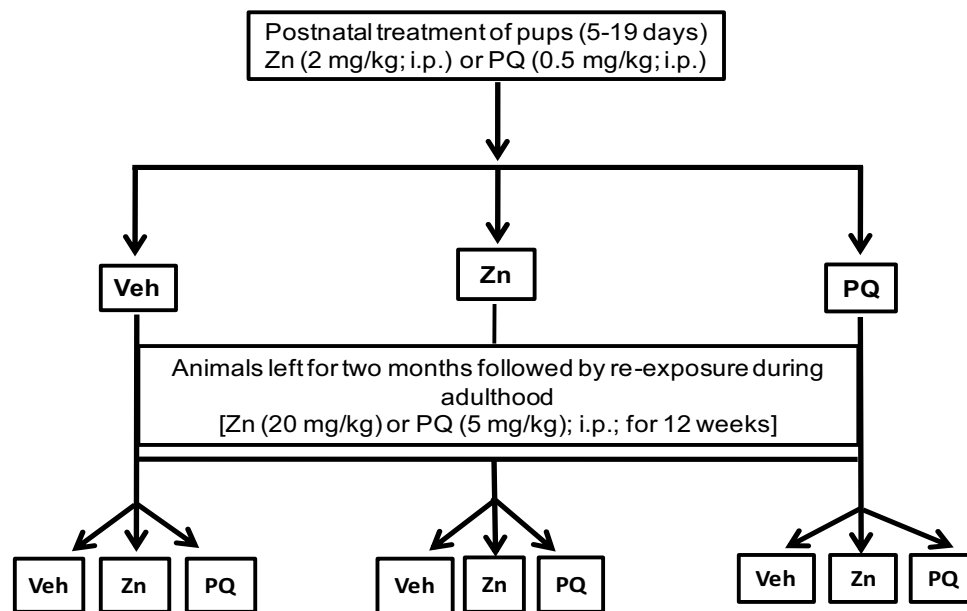 Postnatal treatment of pups (5-19 days)
Zn (2 mg/kg; i.p.) or PQ (0.5 mg/kg; i.p.)
Veh
Zn
PQ
Animals left for two months followed by re-exposure during
adulthood
[Zn (20 mg/kg) or PQ (5 mg/kg); i.p.; for 12 weeks]
Veh Zn PQ
Veh Zn PQ
Veh Zn PQ